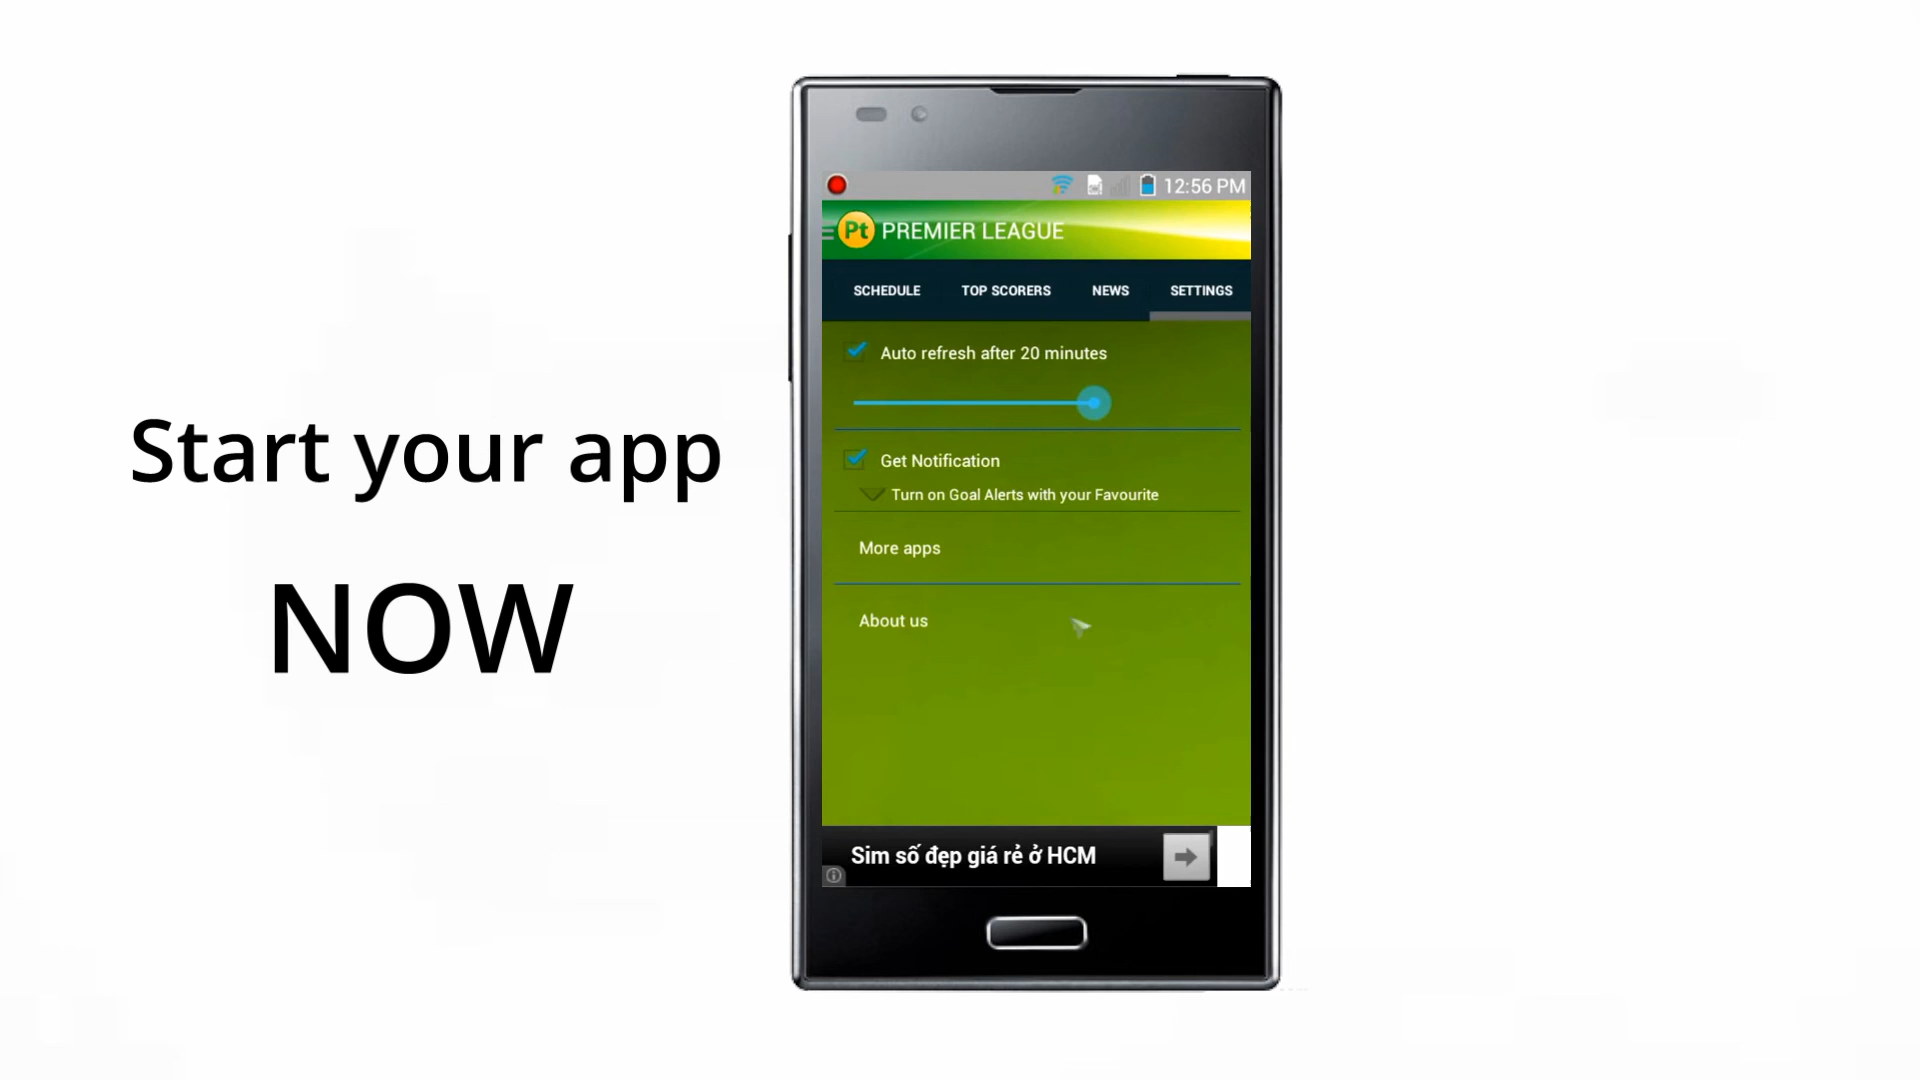 Start your app
NOW
12:56 PM
Pt PREMIER LEAGUE
SCHEDULE TOP SCORERS NEWS SETTINGS
Auto refresh after 20 minutes
Get Notification
Turn on Goal Alerts with your Favourite
More apps
About us
Sim số đẹp giá rẻ ở HCM